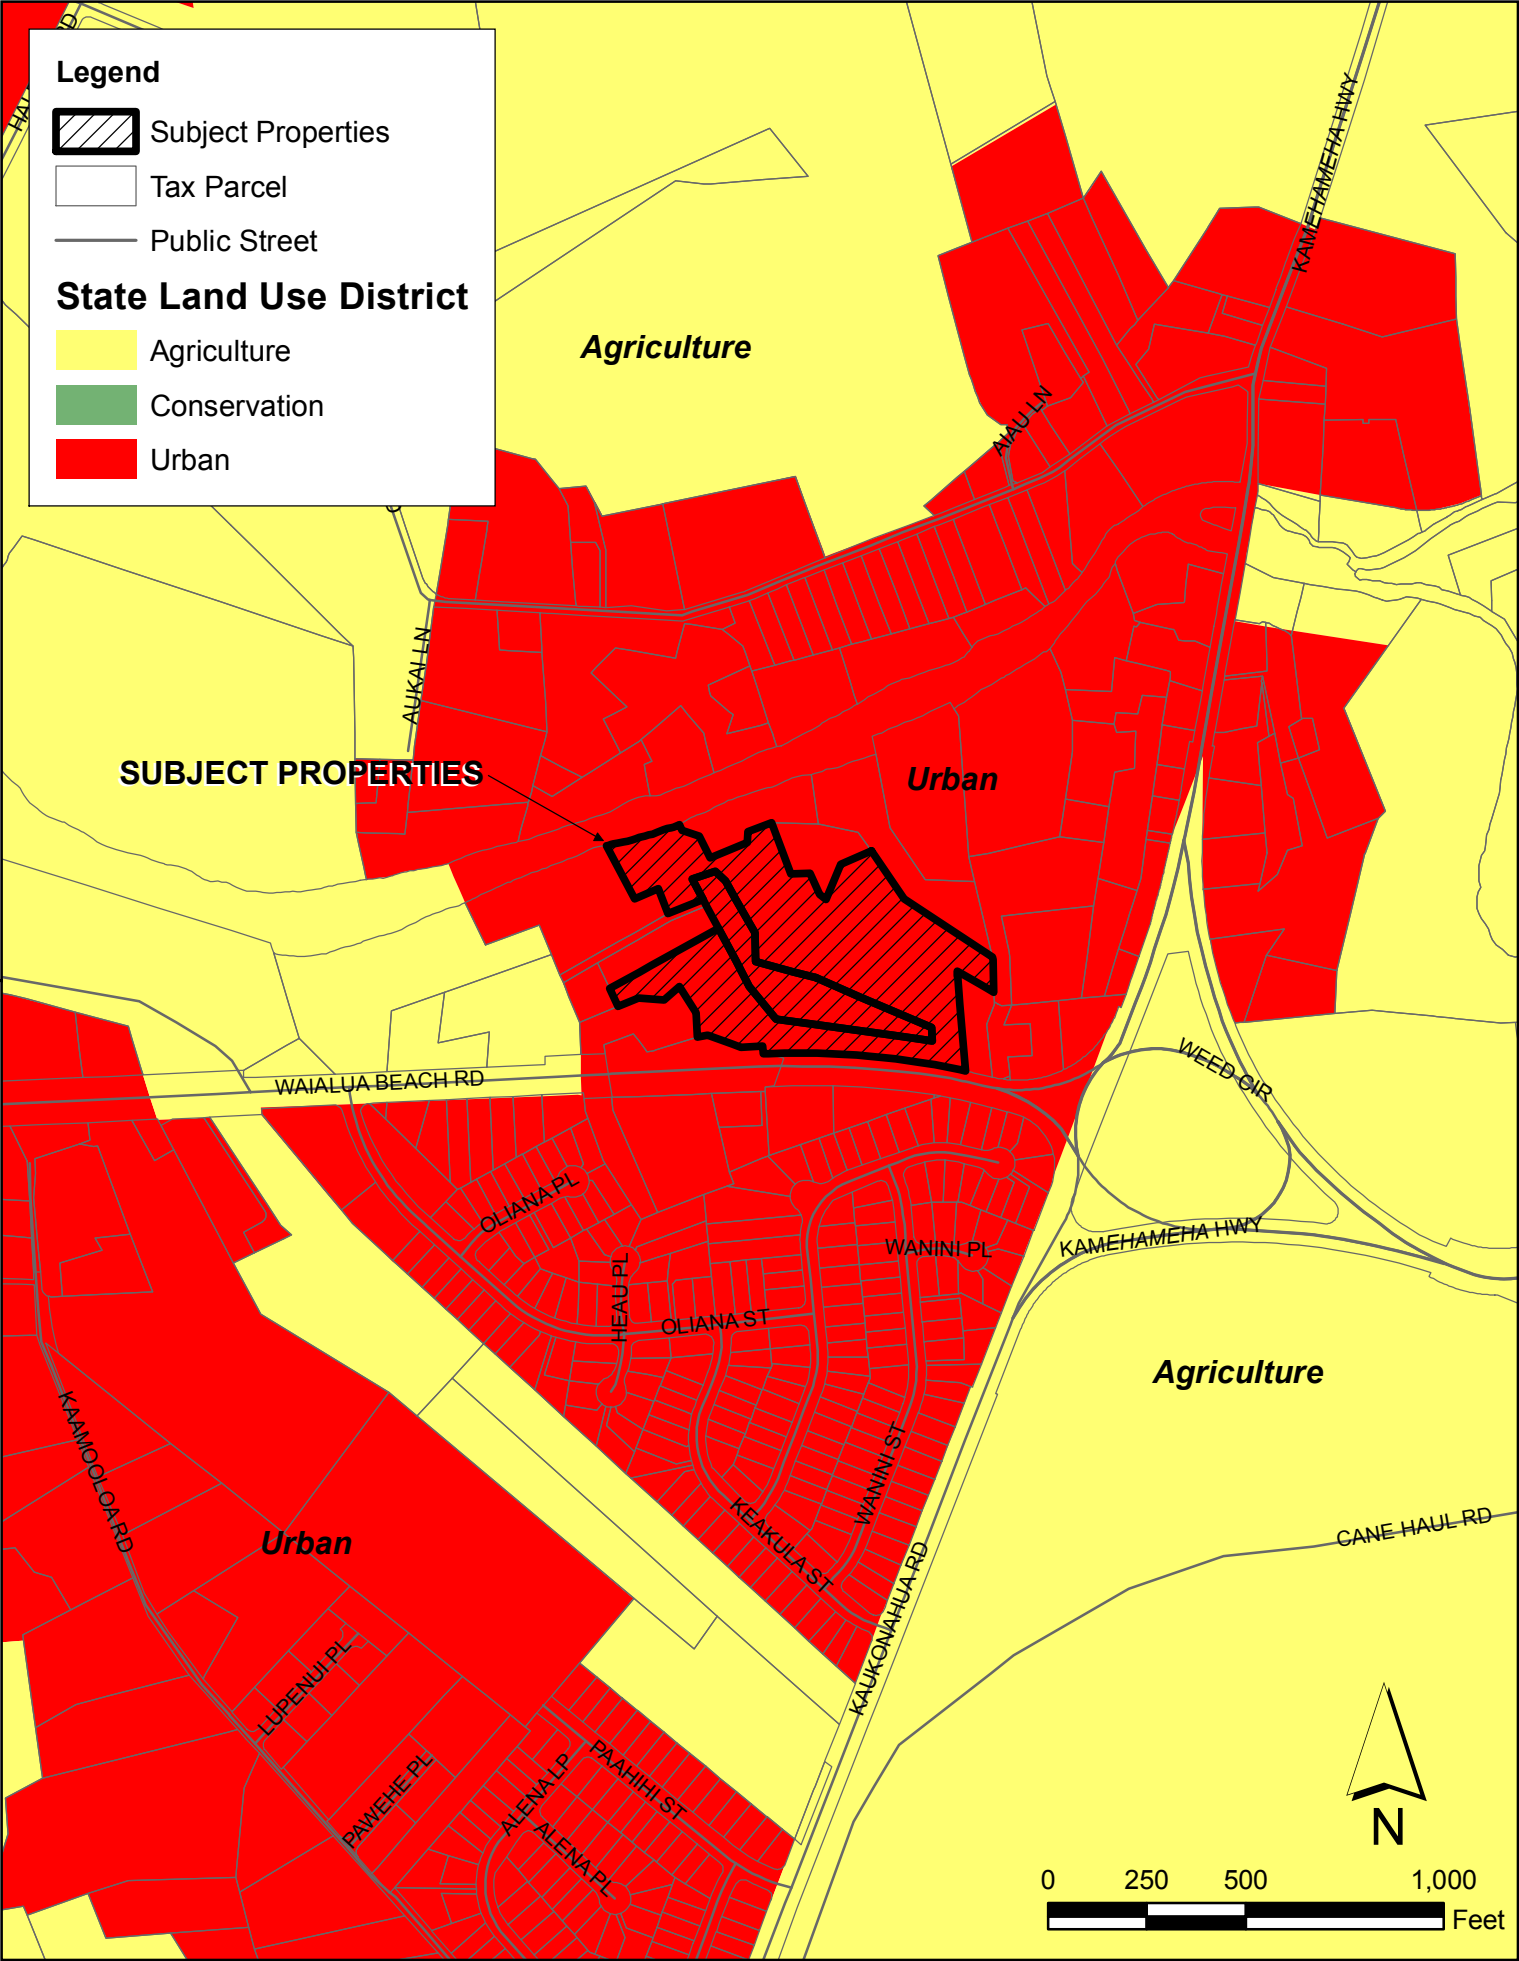 Legend
Subject Properties
Tax Parcel
Public Street
State Land Use District
Agriculture
Conservation
Urban
KAMEHAMEHA HWY
Agriculture
AIAU LN
AUKAI LN
SUBJECT PROPERTIES
Urban
WEED CIR
WAIALUA BEACH RD
OLIANA PL
WANINI PL
KAMEHAMEHA HWY
HEAU PL
OLIANA ST
Agriculture
KAAMOOLOA RD
WANINI ST
KEAKULA ST
CANE HAUL RD
Urban
KAUKONAHUA RD
LUPENUI PL
PAWEHE PL
ALENA LP
PAAHIHI ST
ALENA PL
N
0 250 500 1,000
Feet